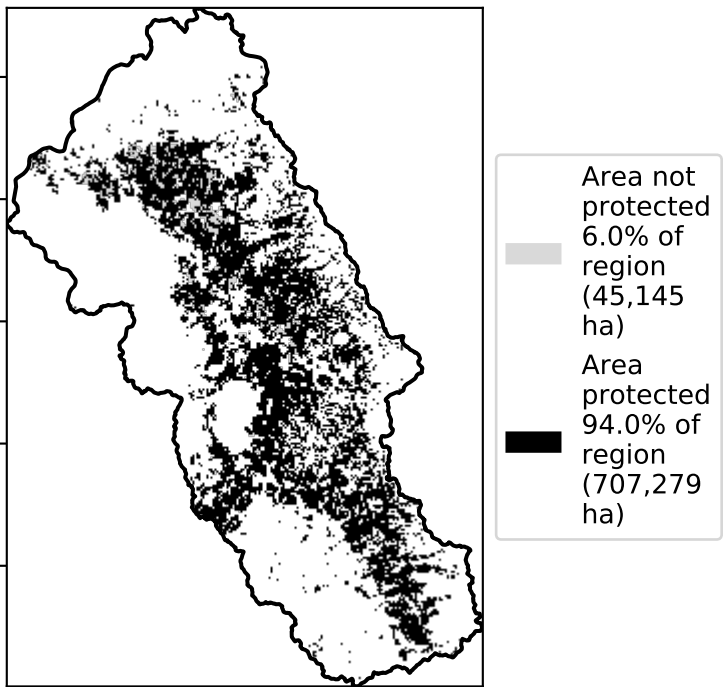 Area not
protected
6.0% of
region
(45,145
ha)
Area
protected
94.0% of
region
(707,279
ha)